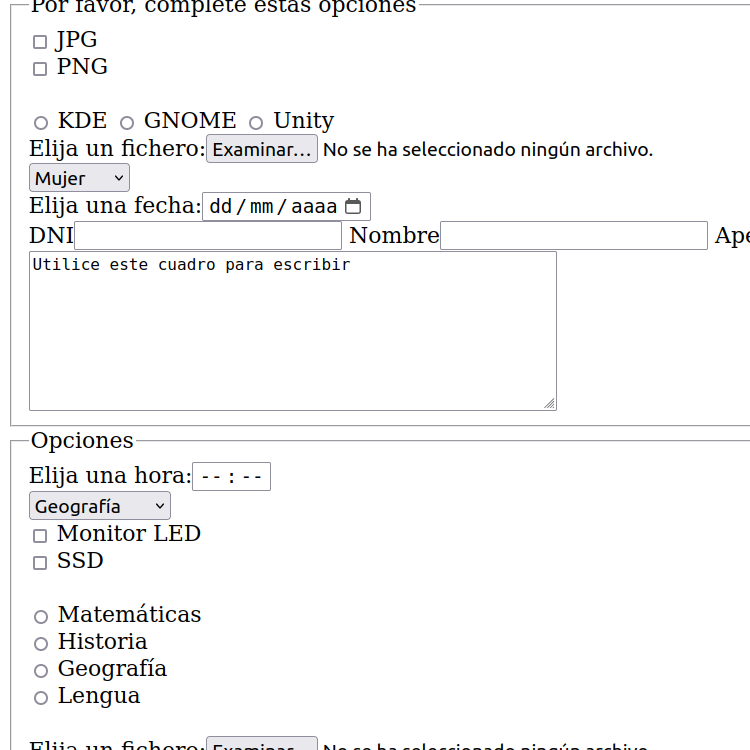 Por favor, complete estas opciones
JPG
PNG
KDE GNOME Unity
Elija un fichero: Examinar... No se ha seleccionado ningún archivo.
Mujer
Elija una fecha: dd/mm/aaaa
DNI Nombre Ape
Utilice este cuadro para escribir
Opciones
Elija una hora: --:--
Geografía
Monitor LED
SSD
Matemáticas
Historia
Geografía
Lengua
Elija un fichero: Examinar... No se ha seleccionado ningún archivo.